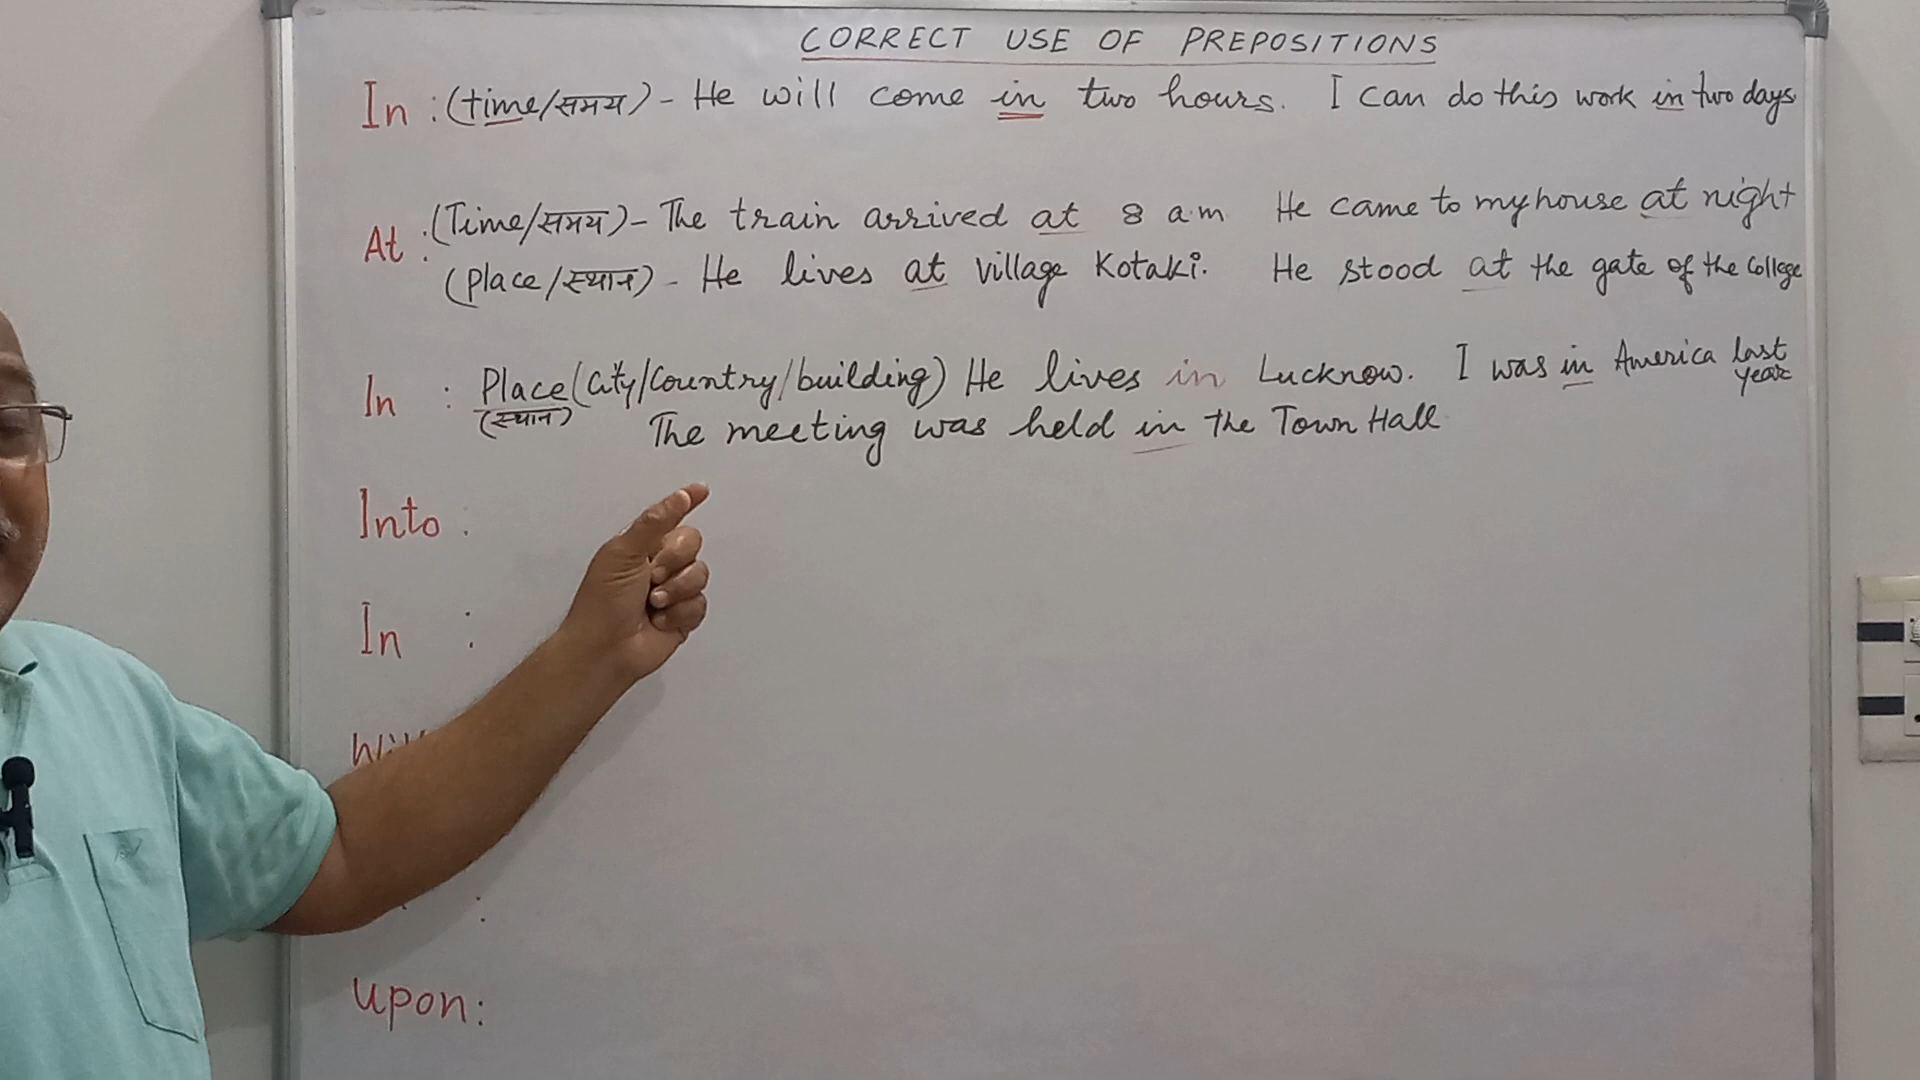 CORRECT USE OF PREPOSITIONS
In : (time/समय) - He will come in two hours. I can do this work in two days
At : (Time/समय) - The train arrived at 8 a.m He came to my house at night
(place/स्थान) - He lives at village Kotaki. He stood at the gate of the College
In : Place (City/Country/building) He lives in Lucknow. I was in America last year
(स्थान) The meeting was held in the Town Hall
Into :
In :
:
upon: